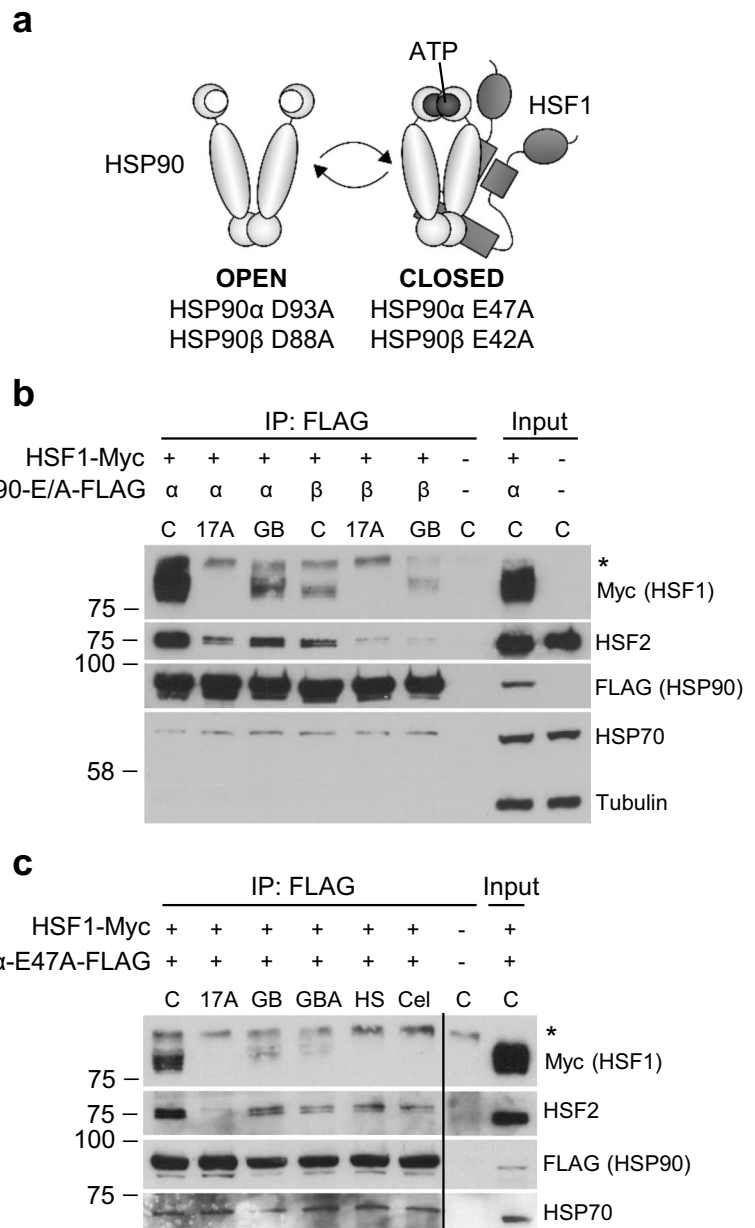 a
ATP
HSF1
HSP90
OPEN CLOSED
HSP90α D93A HSP90α E47A
HSP90β D88A HSP90β E42A
b
IP: FLAG Input
HSF1-Myc + + + + + + - + -
90-E/A-FLAG α α α β β β - α -
C 17A GB C 17A GB C C C
*
Myc (HSF1)
75 –
75 – HSF2
100 –
FLAG (HSP90)
HSP70
58 –
Tubulin
c
IP: FLAG Input
HSF1-Myc + + + + + + - +
α-E47A-FLAG + + + + + + - +
C 17A GB GBA HS Cel C C
*
Myc (HSF1)
75 –
75 – HSF2
100 –
FLAG (HSP90)
75 –
HSP70